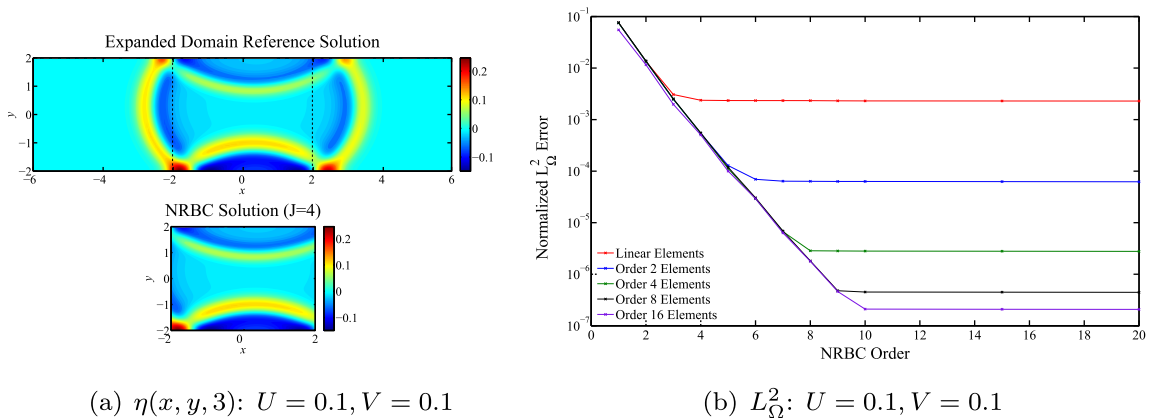 Expanded Domain Reference Solution
2
1
0
−1
−2
y
−6
−4
−2
0
2
4
6
x
0.2
0.1
0
−0.1
NRBC Solution (J=4)
2
1
0
−1
−2
y
−2
0
2
x
0.2
0.1
0
−0.1
(a) η(x, y, 3): U = 0.1, V = 0.1
Normalized L²_Ω Error
10⁻¹
10⁻²
10⁻³
10⁻⁴
10⁻⁵
10⁻⁶
10⁻⁷
Linear Elements
Order 2 Elements
Order 4 Elements
Order 8 Elements
Order 16 Elements
0 2 4 6 8 10 12 14 16 18 20
NRBC Order
(b) L²_Ω: U = 0.1, V = 0.1